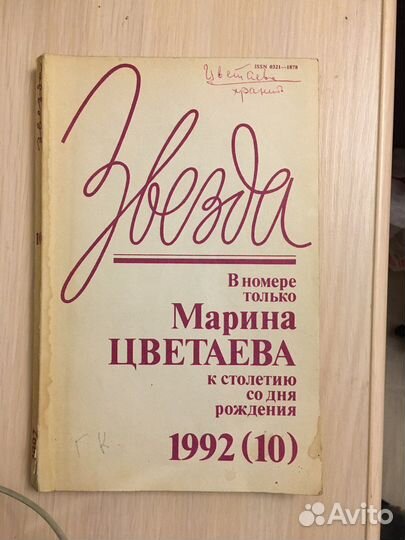 ISSN 0321—1878
Цветаева
хранить
Звезда
В номере
только
Марина
ЦВЕТАЕВА
к столетию
со дня
рождения
1992 (10)
Г. К.
Avito